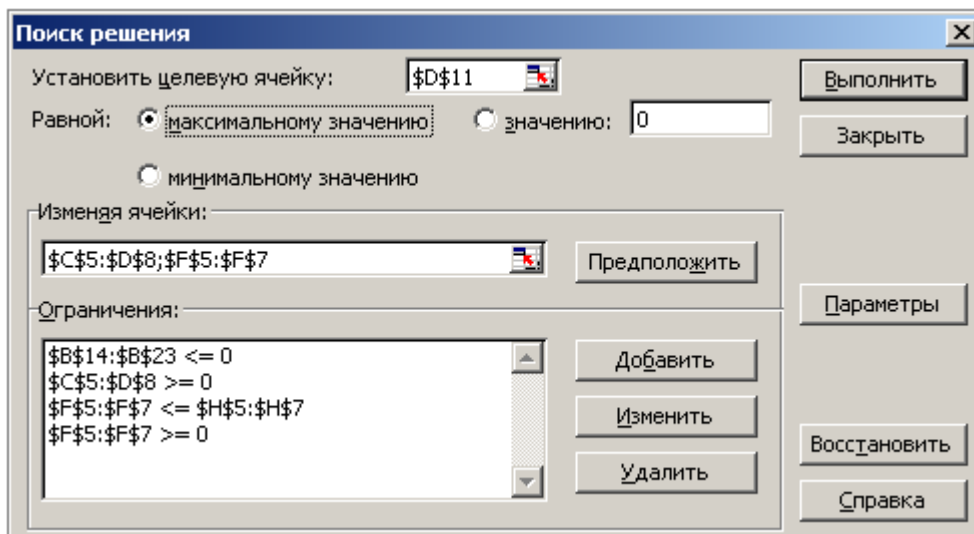 Поиск решения
Установить целевую ячейку: $D$11
Выполнить
Равной: максимальному значению значению: 0
Закрыть
минимальному значению
Изменяя ячейки:
$C$5:$D$8;$F$5:$F$7
Предположить
Ограничения:
Параметры
$B$14:$B$23 <= 0
$C$5:$D$8 >= 0
$F$5:$F$7 <= $H$5:$H$7
$F$5:$F$7 >= 0
Добавить
Изменить
Удалить
Восстановить
Справка